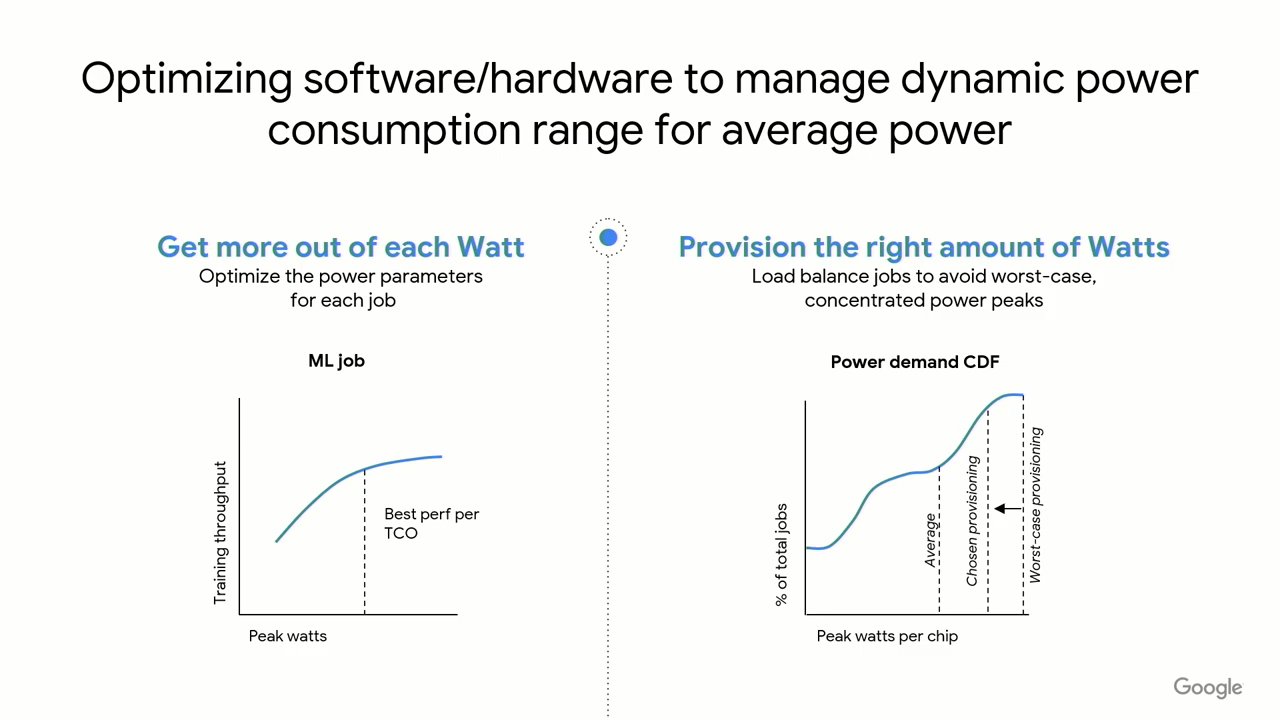 Optimizing software/hardware to manage dynamic power
consumption range for average power
Get more out of each Watt
Optimize the power parameters
for each job
ML job
Training throughput
Best perf per
TCO
Peak watts
Provision the right amount of Watts
Load balance jobs to avoid worst-case,
concentrated power peaks
Power demand CDF
% of total jobs
Average
Chosen provisioning
Worst-case provisioning
Peak watts per chip
Google